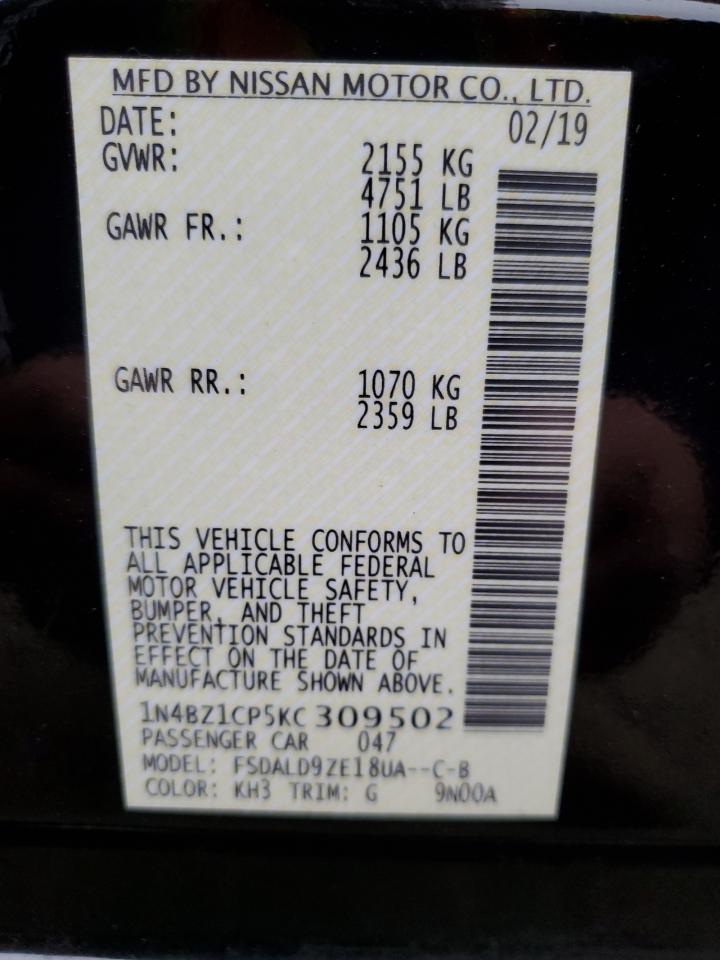 MFD BY NISSAN MOTOR CO., LTD.
DATE: 02/19
GVWR: 2155 KG
4751 LB
GAWR FR.: 1105 KG
2436 LB
GAWR RR.: 1070 KG
2359 LB
THIS VEHICLE CONFORMS TO
ALL APPLICABLE FEDERAL
MOTOR VEHICLE SAFETY,
BUMPER, AND THEFT
PREVENTION STANDARDS IN
EFFECT ON THE DATE OF
MANUFACTURE SHOWN ABOVE.
1N4BZ1CP5KC 309502
PASSENGER CAR 047
MODEL: FSDALD9ZE18UA--C-B
COLOR: KH3 TRIM: G 9N00A